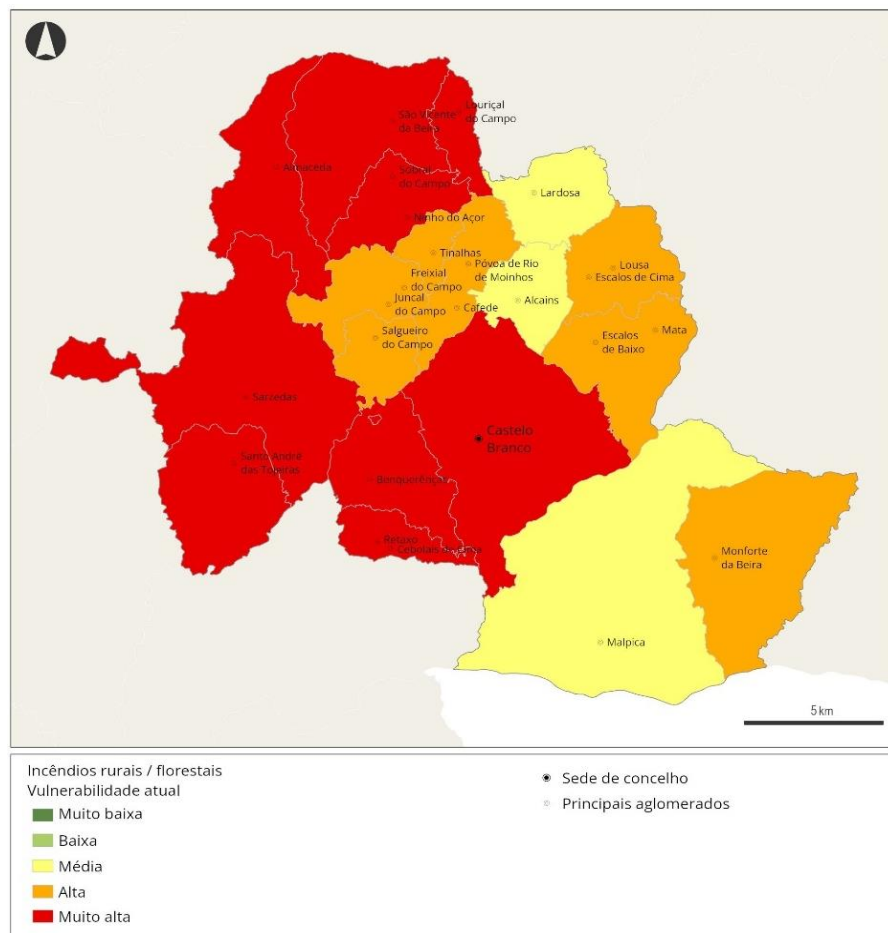 Louriçal
do Campo
São Vicente
da Beira
Almaceda
Sobral
do Campo
Lardosa
Ninho do Açor
Tinalhas
Póvoa de Rio
de Moinhos
Lousa
Escalos de Cima
Freixial
do Campo
Juncal
do Campo
Cafede
Alcains
Salgueiro
do Campo
Escalos
de Baixo
Mata
Sarzedas
Castelo
Branco
Santo André
das Tojeiras
Benquerenças
Retaxo
Cebolais de Cima
Monforte
da Beira
Malpica
5 km
Incêndios rurais / florestais
Vulnerabilidade atual
Muito baixa
Baixa
Média
Alta
Muito alta
Sede de concelho
Principais aglomerados